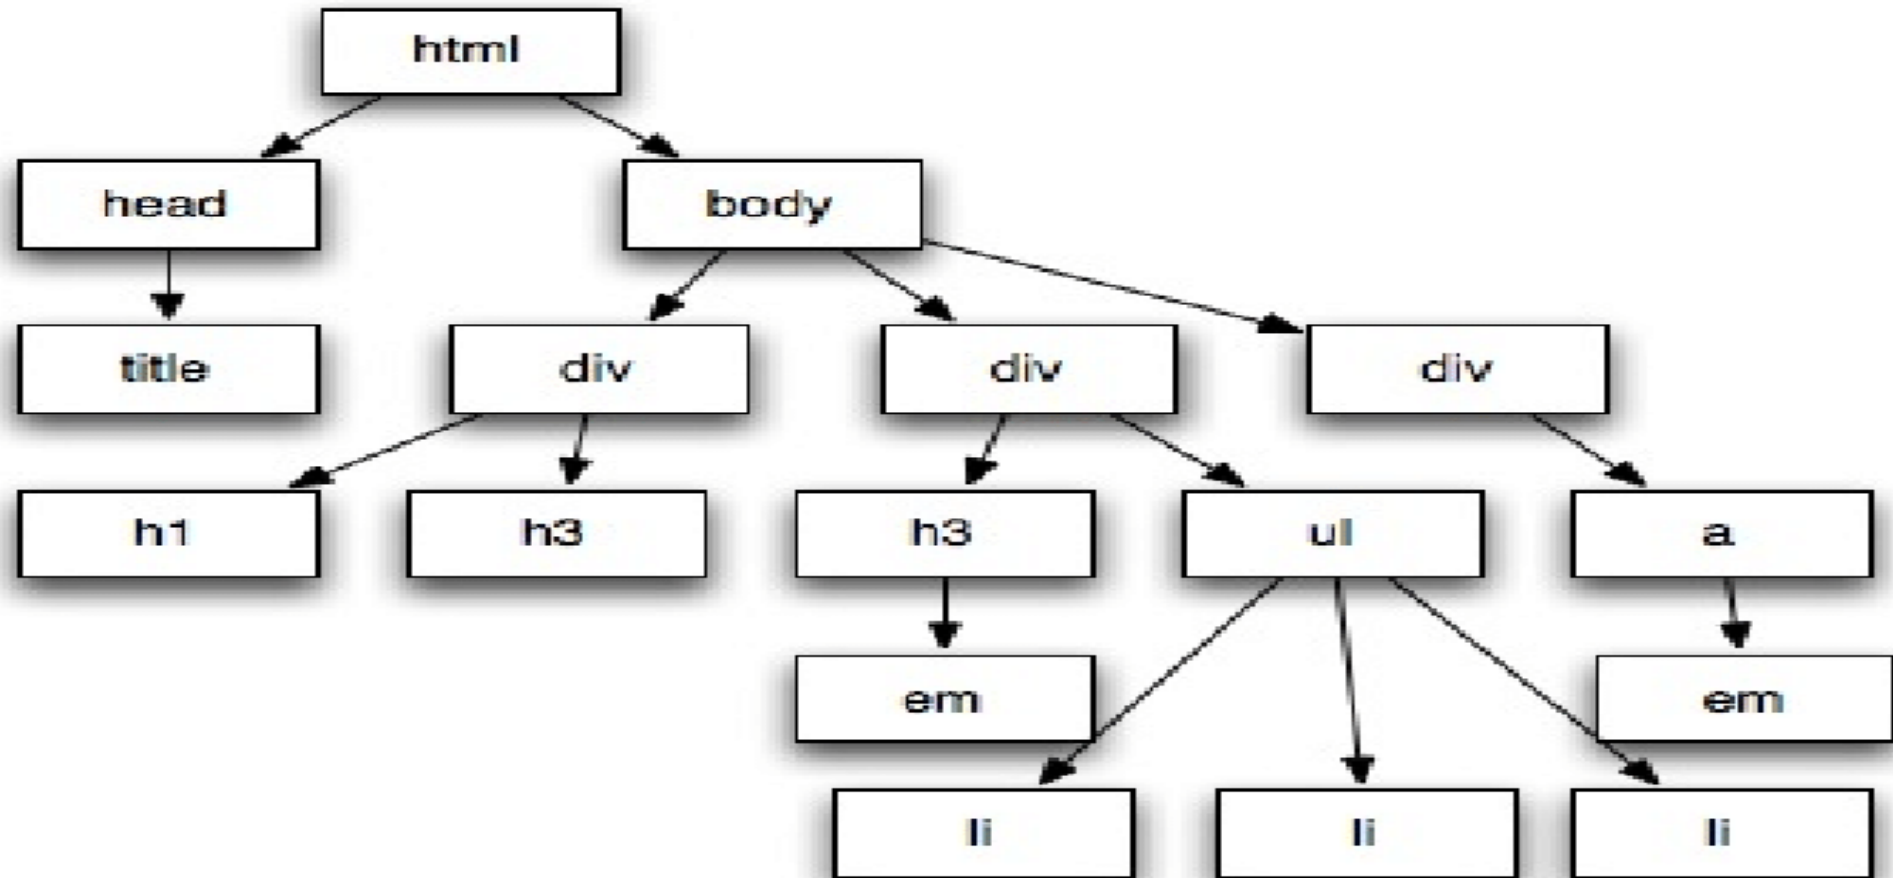 html
head body
title div div div
h1 h3 h3 ul a
em em
li li li